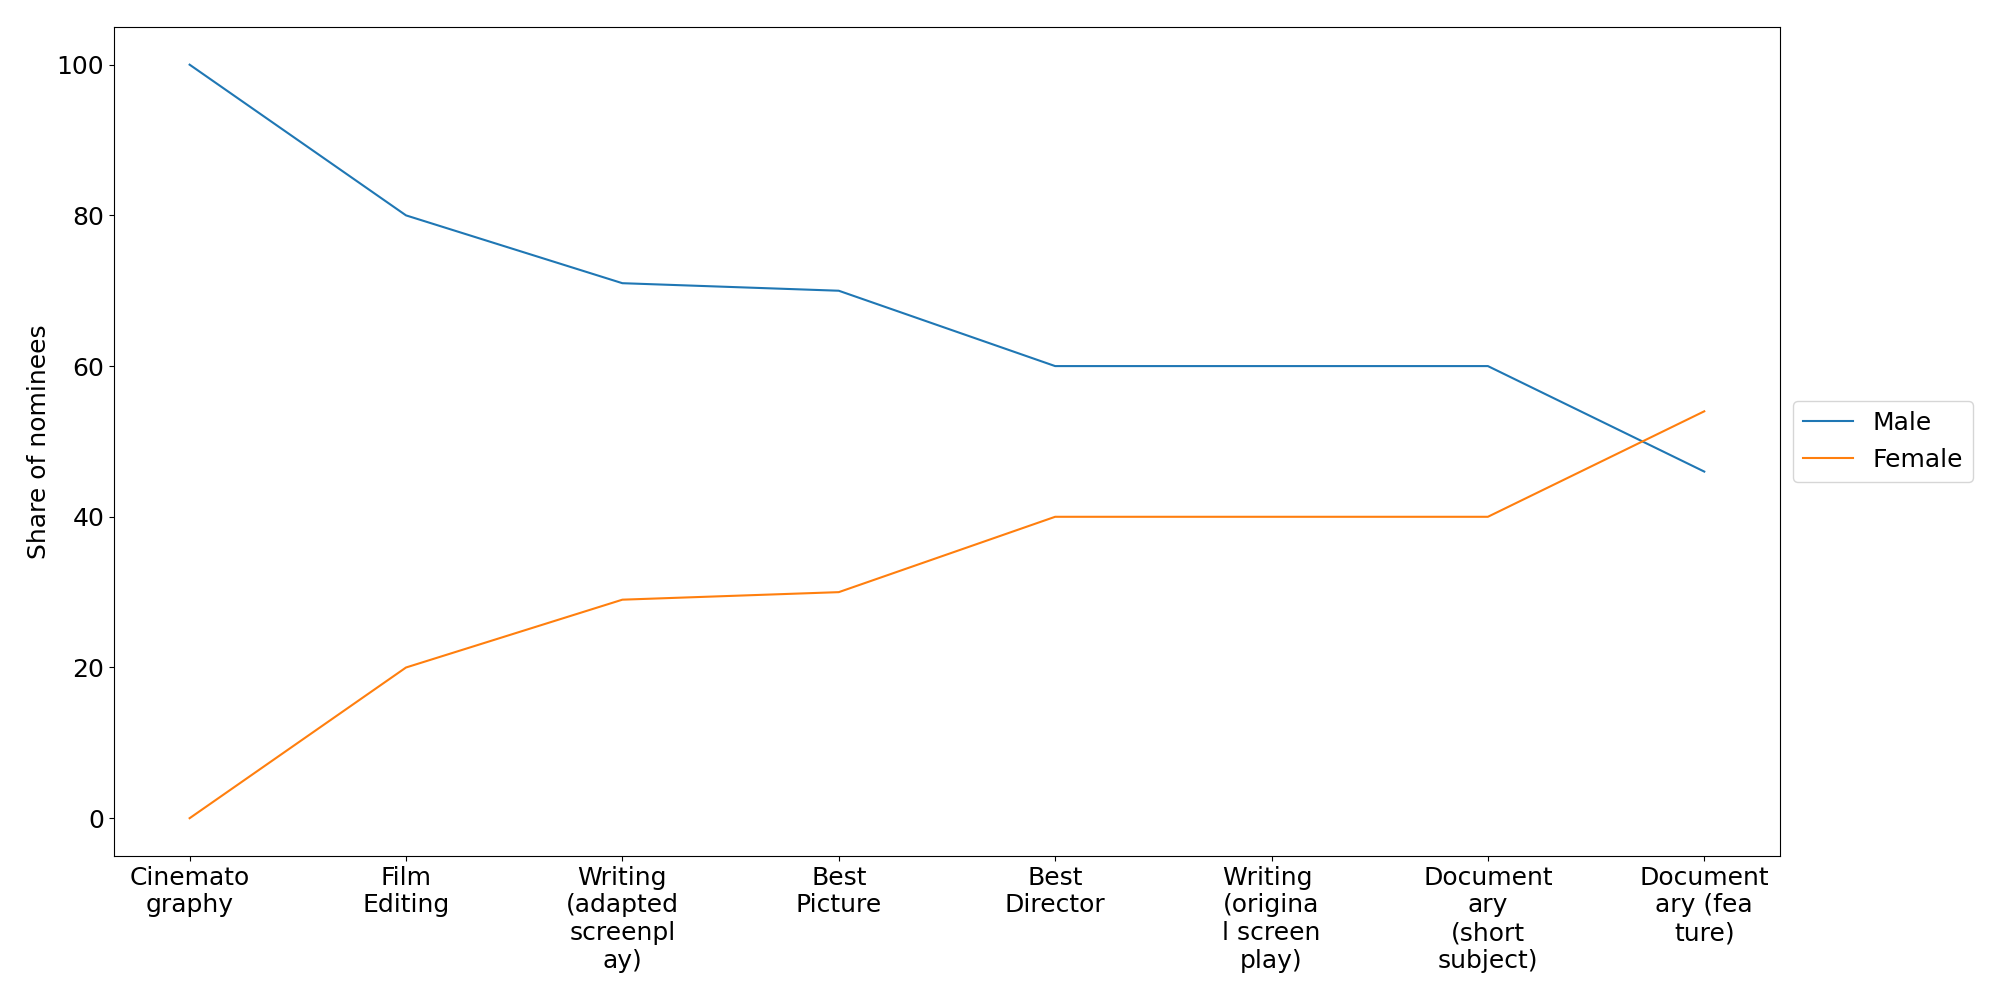 Share of nominees
100
80
60
40
20
0
Cinemato
graphy
Film
Editing
Writing
(adapted
screenpl
ay)
Best
Picture
Best
Director
Writing
(origina
l screen
play)
Document
ary
(short
subject)
Document
ary (fea
ture)
Male
Female